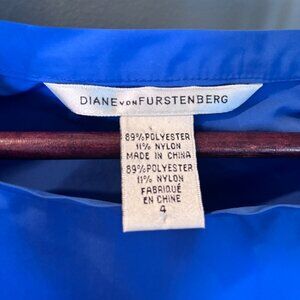 DIANE VON FURSTENBERG
89% POLYESTER
11% NYLON
MADE IN CHINA
89% POLYESTER
11% NYLON
FABRIQUÉ
EN CHINE
4